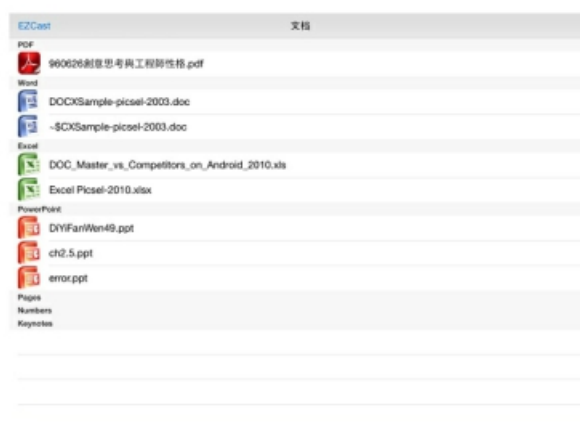 EZCast
文档
PDF
960626創意思考與工程師性格.pdf
Word
DOCXSample-picsel-2003.doc
~$CXSample-picsel-2003.doc
Excel
DOC_Master_vs_Competitors_on_Android_2010.xls
Excel Picsel-2010.xlsx
PowerPoint
DiYiFanWen49.ppt
ch2.5.ppt
error.ppt
Pages
Numbers
Keynotes